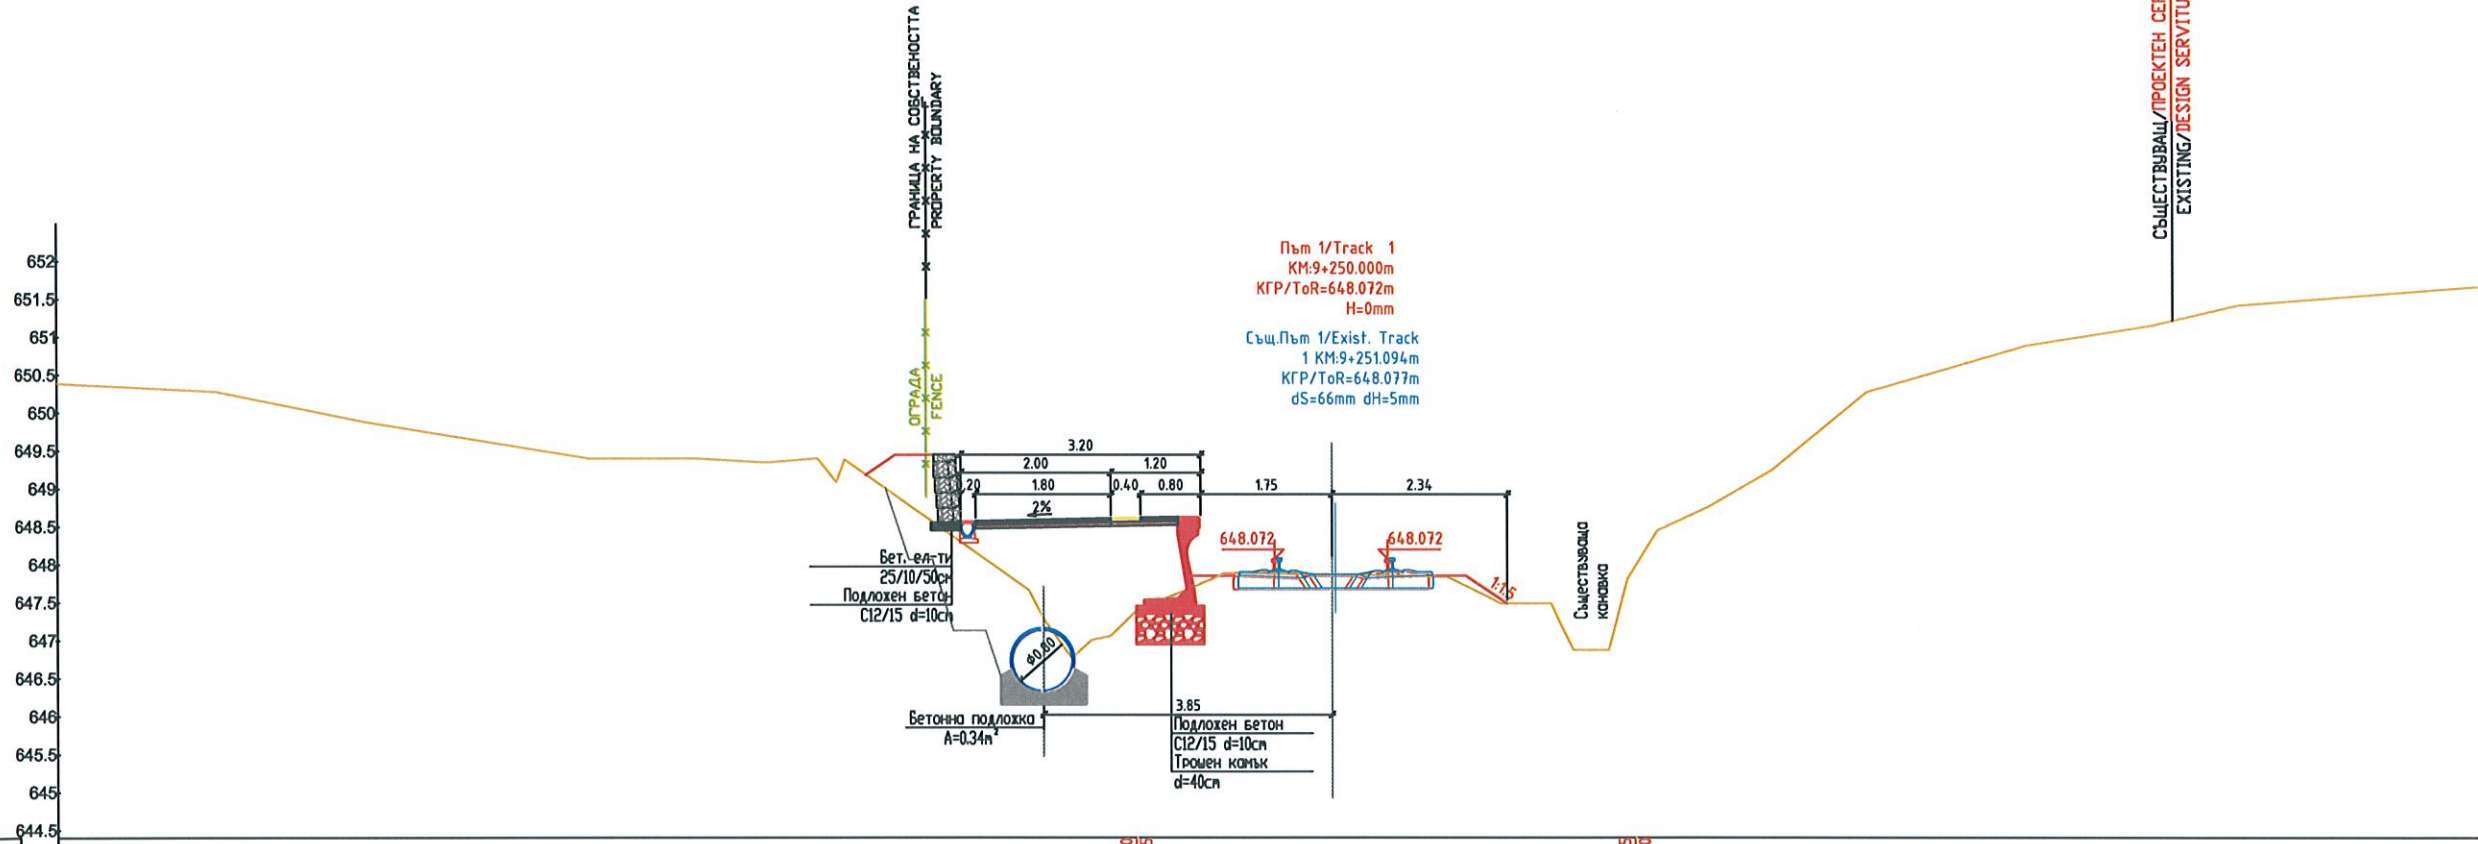 ГРАНИЦА НА СОБСТВЕНОСТТА
PROPERTY BOUNDARY
СЪЩЕСТВУВАЩ/ПРОЕКТЕН
EXISTING/DESIGN
652
651.5
651
650.5
650
649.5
649
648.5
648
647.5
647
646.5
646
645.5
645
644.5
ОГРАДА
FENCE
Път 1/Track 1
КМ:9+250.000m
КГР/ToR=648.072m
H=0mm
Същ.Път 1/Exist. Track
1 КМ:9+251.094m
КГР/ToR=648.077m
dS=66mm dH=5mm
3.20
2.00 1.20
.20 1.80 0.40 0.80 1.75 2.34
2%
648.072 648.072
1:1.5
Съществуваща
канавка
Бет. ел-ти
25/10/50см
Подложен бетон
C12/15 d=10cm
ø0.80
Бетонна подложка
A=0.34m²
3.85
Подложен бетон
C12/15 d=10cm
Трошен камък
d=40cm